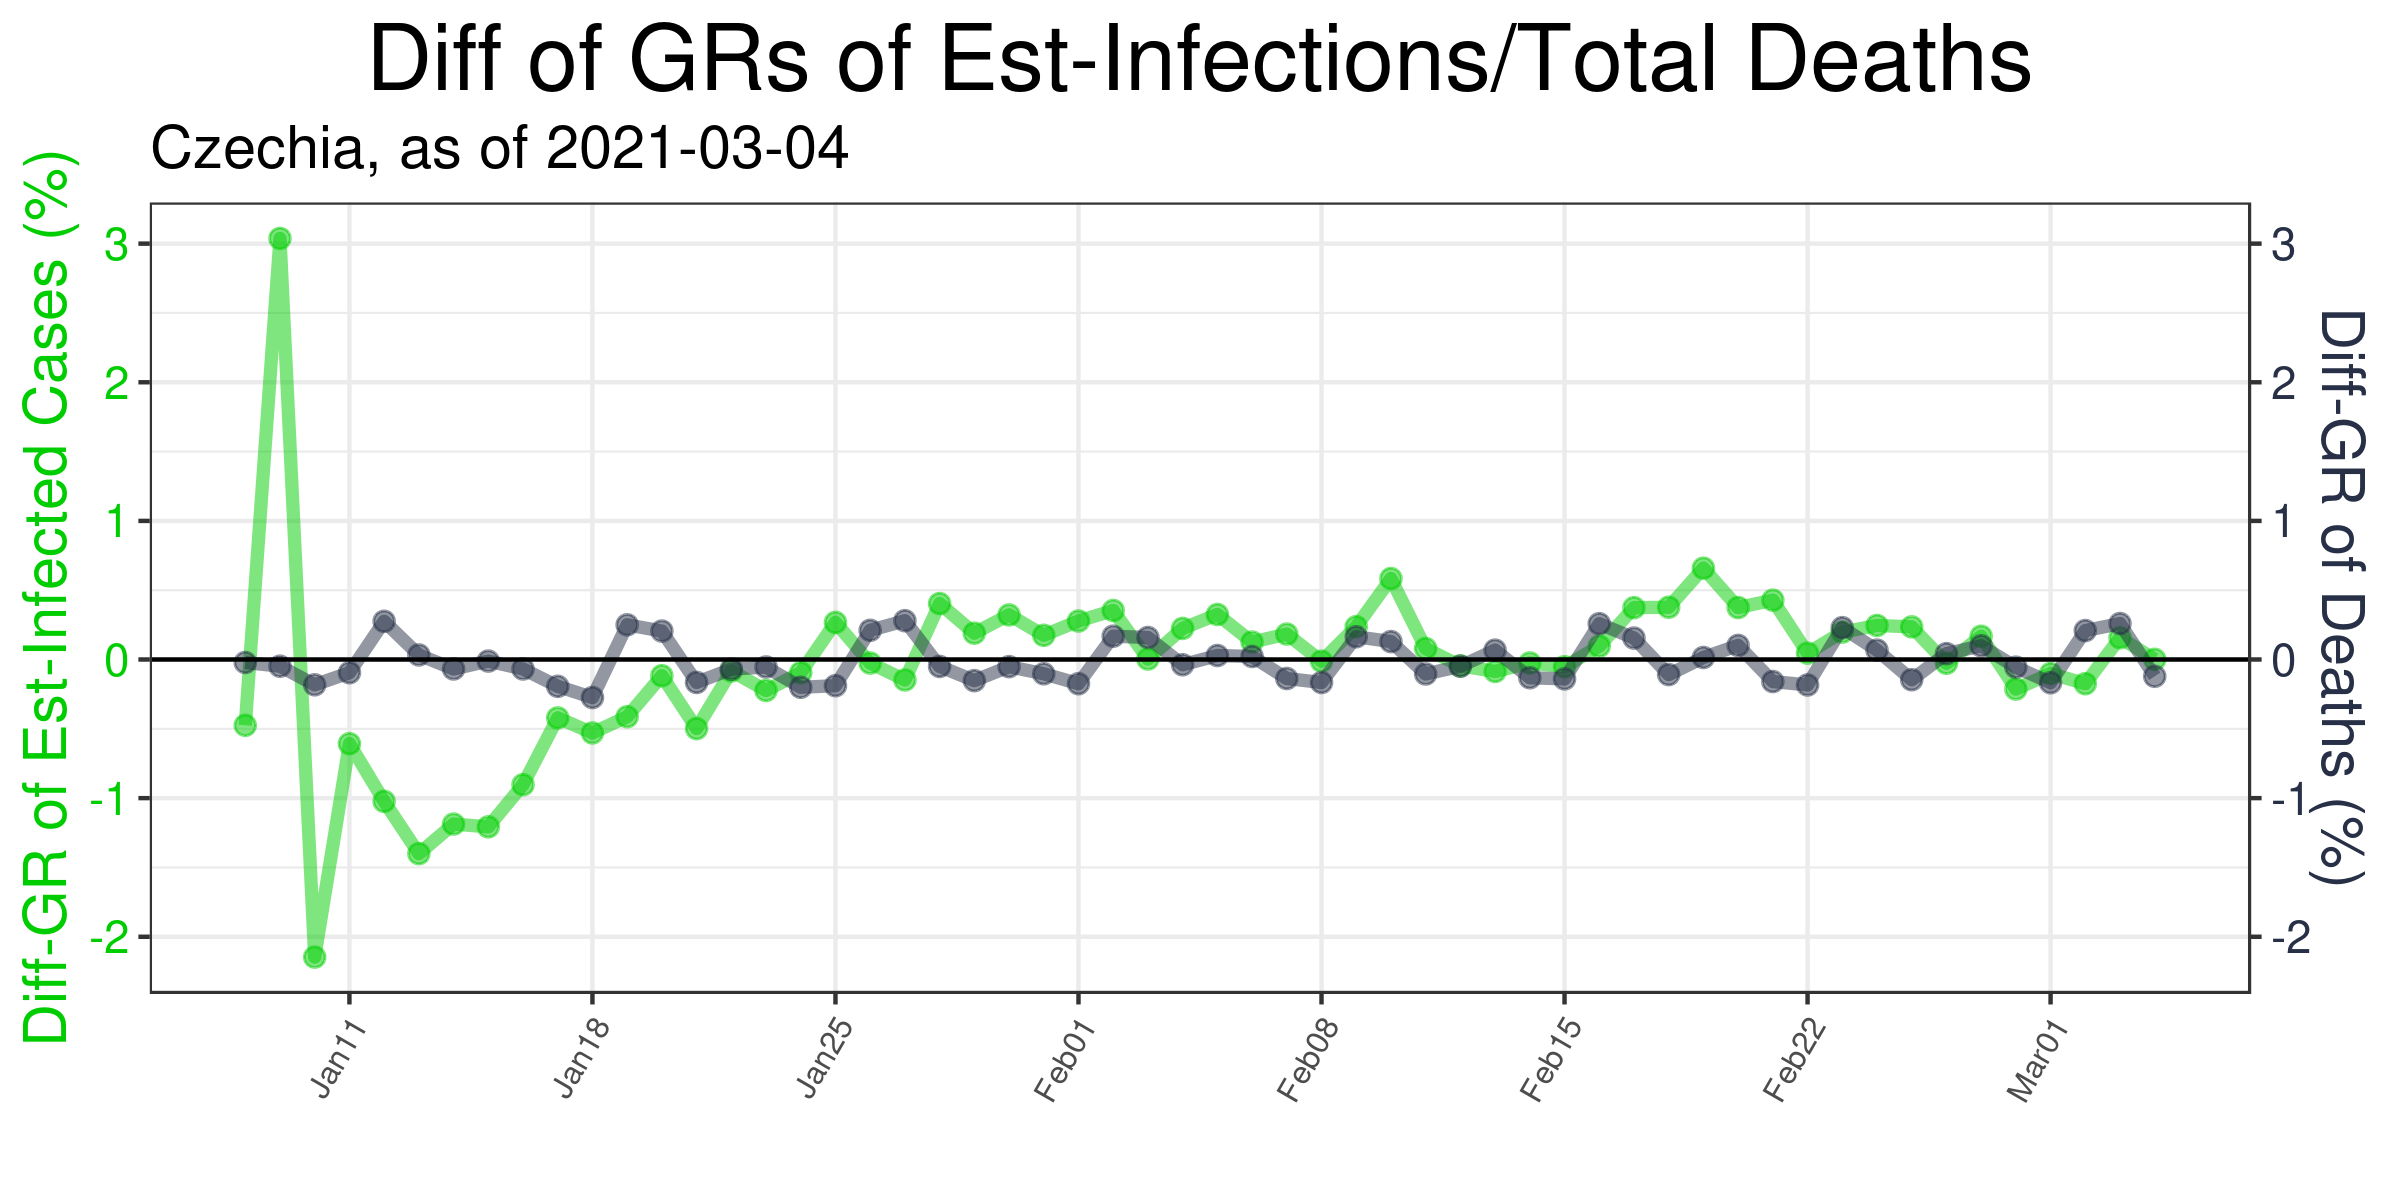 Diff of GRs of Est-Infections/Total Deaths
Czechia, as of 2021-03-04
Diff-GR of Est-Infected Cases (%)
3
2
1
0
-1
-2
3
2
1
0
-1
-2
Diff-GR of Deaths (%)
Jan11
Jan18
Jan25
Feb01
Feb08
Feb15
Feb22
Mar01